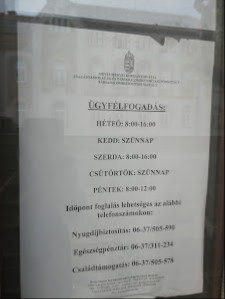 ÜGYFÉLFOGADÁS:
HÉTFŐ: 8:00-16:00
KEDD: SZÜNNAP
SZERDA: 8:00-16:00
CSÜTÖRTÖK: SZÜNNAP
PÉNTEK: 8:00-12:00
Időpont foglalás lehetséges az alábbi
telefonszámokon:
Nyugdíjbiztosítás: 06-37/505-590
Egészségpénztár: 06-37/311-234
Családtámogatás: 06-37/505-578